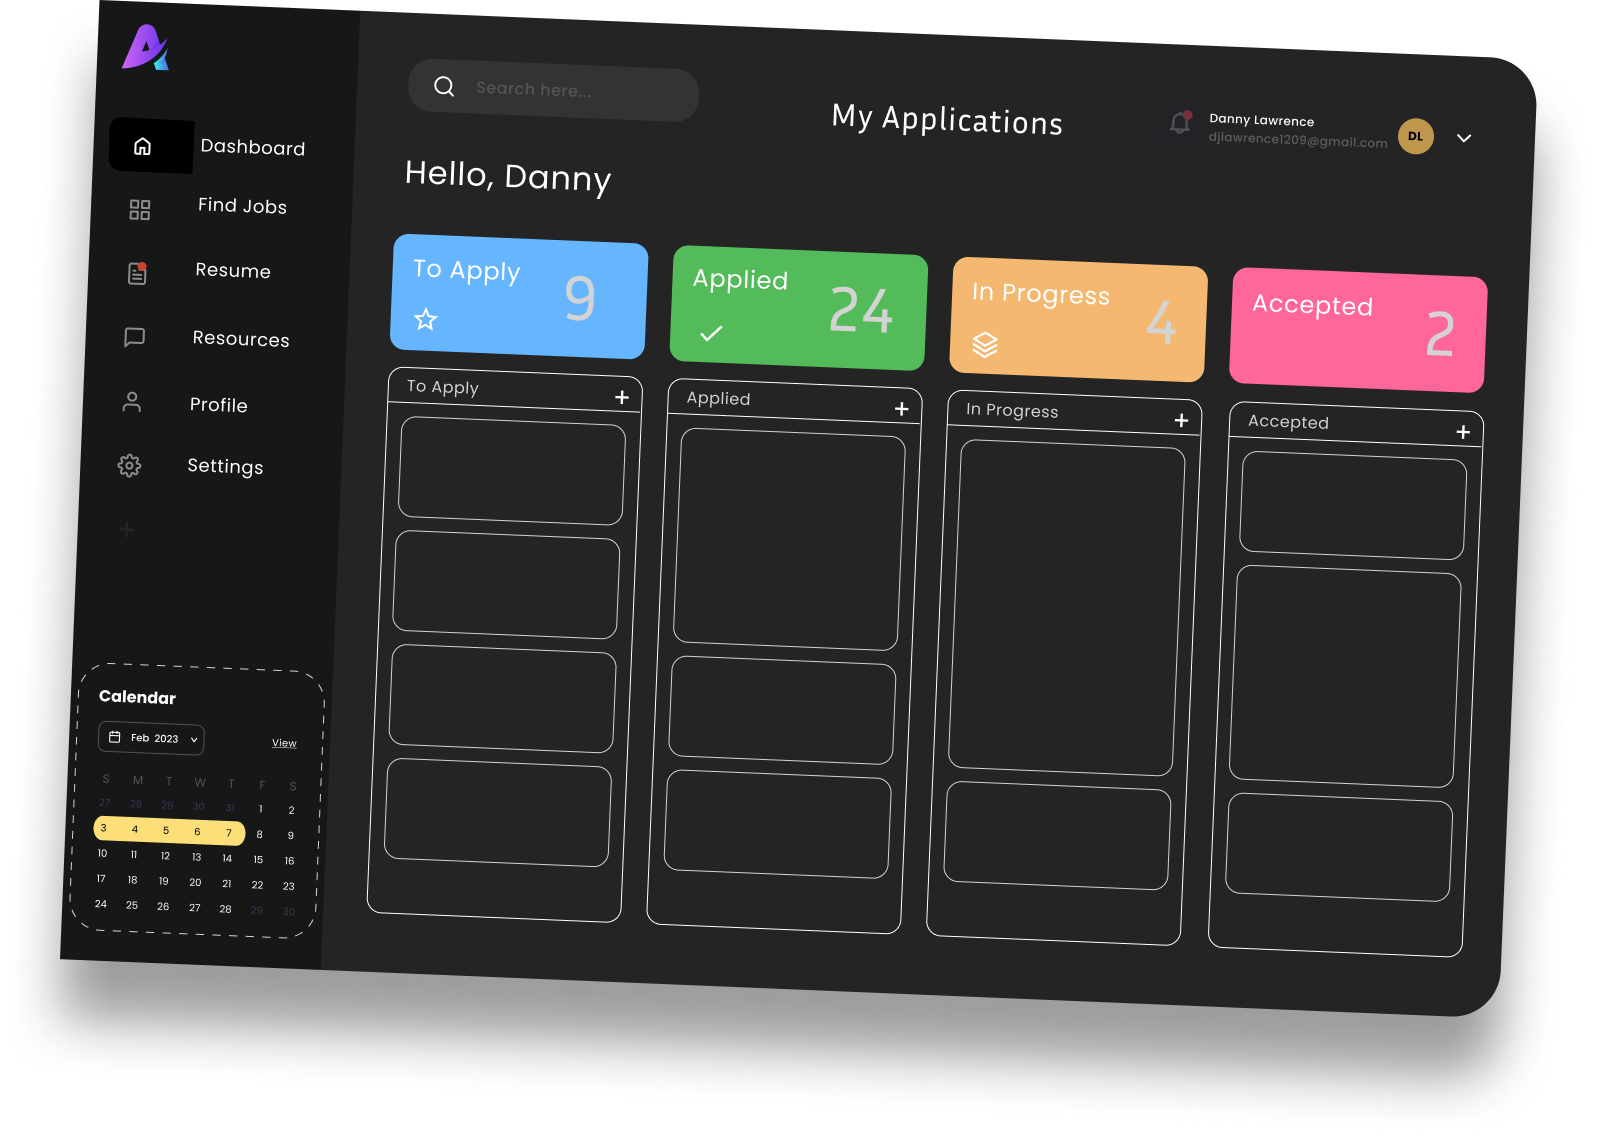 Search here...
My Applications
Danny Lawrence
djlawrence1209@gmail.com
DL
Hello, Danny
Dashboard
Find Jobs
Resume
Resources
Profile
Settings
To Apply 9
Applied 24
In Progress 4
Accepted 2
To Apply +
Applied +
In Progress +
Accepted +
Calendar
Feb 2023
View
S M T W T F S
27 28 29 30 31 1 2
3 4 5 6 7 8 9
10 11 12 13 14 15 16
17 18 19 20 21 22 23
24 25 26 27 28 29 30